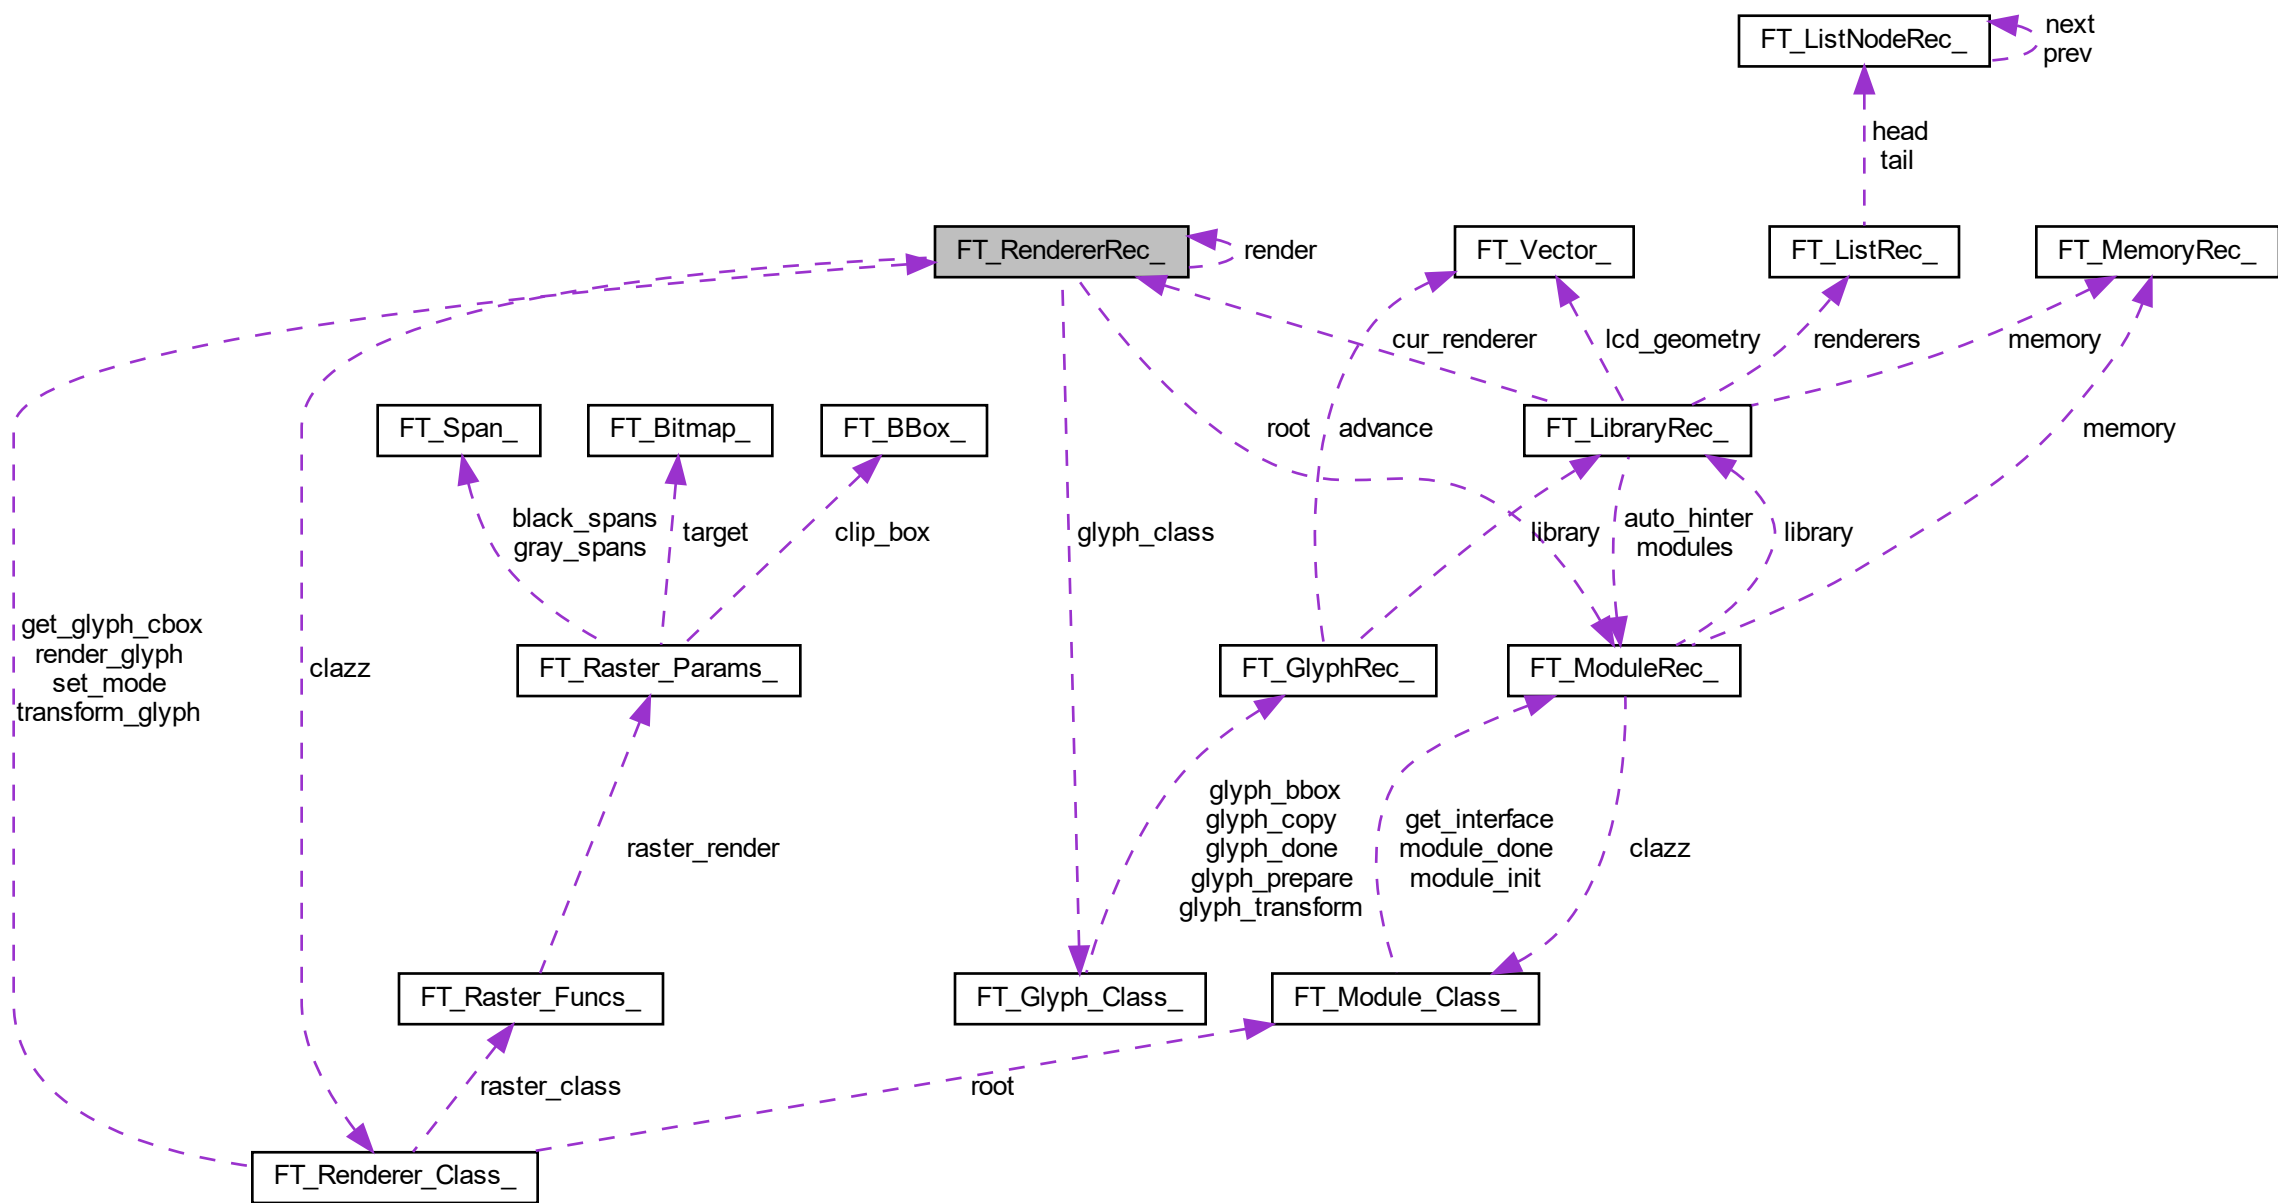 FT_ListNodeRec_
next
prev
head
tail
FT_RendererRec_
render
FT_Vector_
FT_ListRec_
FT_MemoryRec_
cur_renderer
lcd_geometry
renderers
memory
FT_Span_
FT_Bitmap_
FT_BBox_
root
advance
FT_LibraryRec_
memory
black_spans
gray_spans
target
clip_box
glyph_class
library
auto_hinter
modules
library
get_glyph_cbox
render_glyph
set_mode
transform_glyph
clazz
FT_Raster_Params_
FT_GlyphRec_
FT_ModuleRec_
raster_render
glyph_bbox
glyph_copy
glyph_done
glyph_prepare
glyph_transform
get_interface
module_done
module_init
clazz
FT_Raster_Funcs_
FT_Glyph_Class_
FT_Module_Class_
raster_class
root
FT_Renderer_Class_